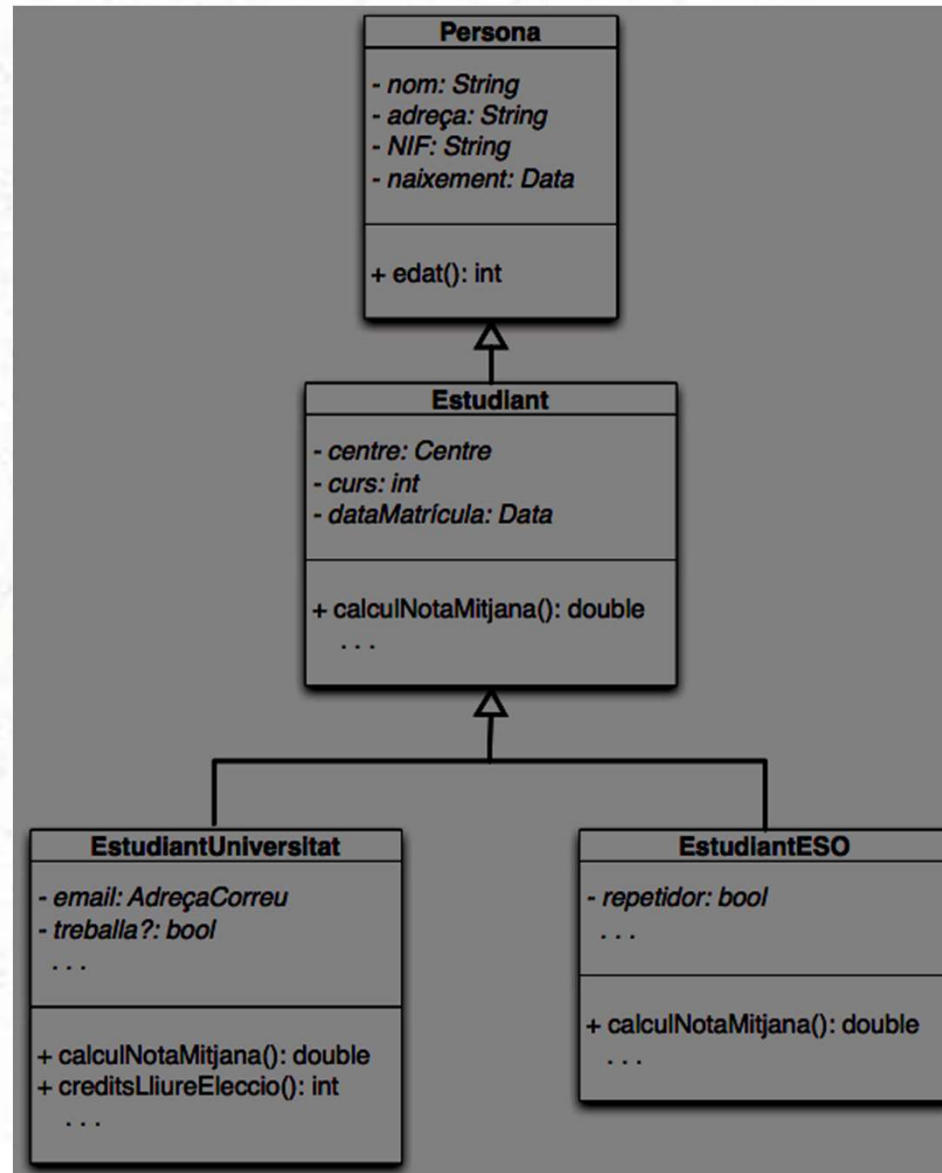 Persona
- nom: String
- adreça: String
- NIF: String
- naixement: Data
+ edat(): int
Estudiant
- centre: Centre
- curs: int
- dataMatrícula: Data
+ calculNotaMitjana(): double
. . .
EstudiantUniversitat
- email: AdreçaCorreu
- treballa?: bool
. . .
+ calculNotaMitjana(): double
+ creditsLliureEleccio(): int
. . .
EstudiantESO
- repetidor: bool
. . .
+ calculNotaMitjana(): double
. . .